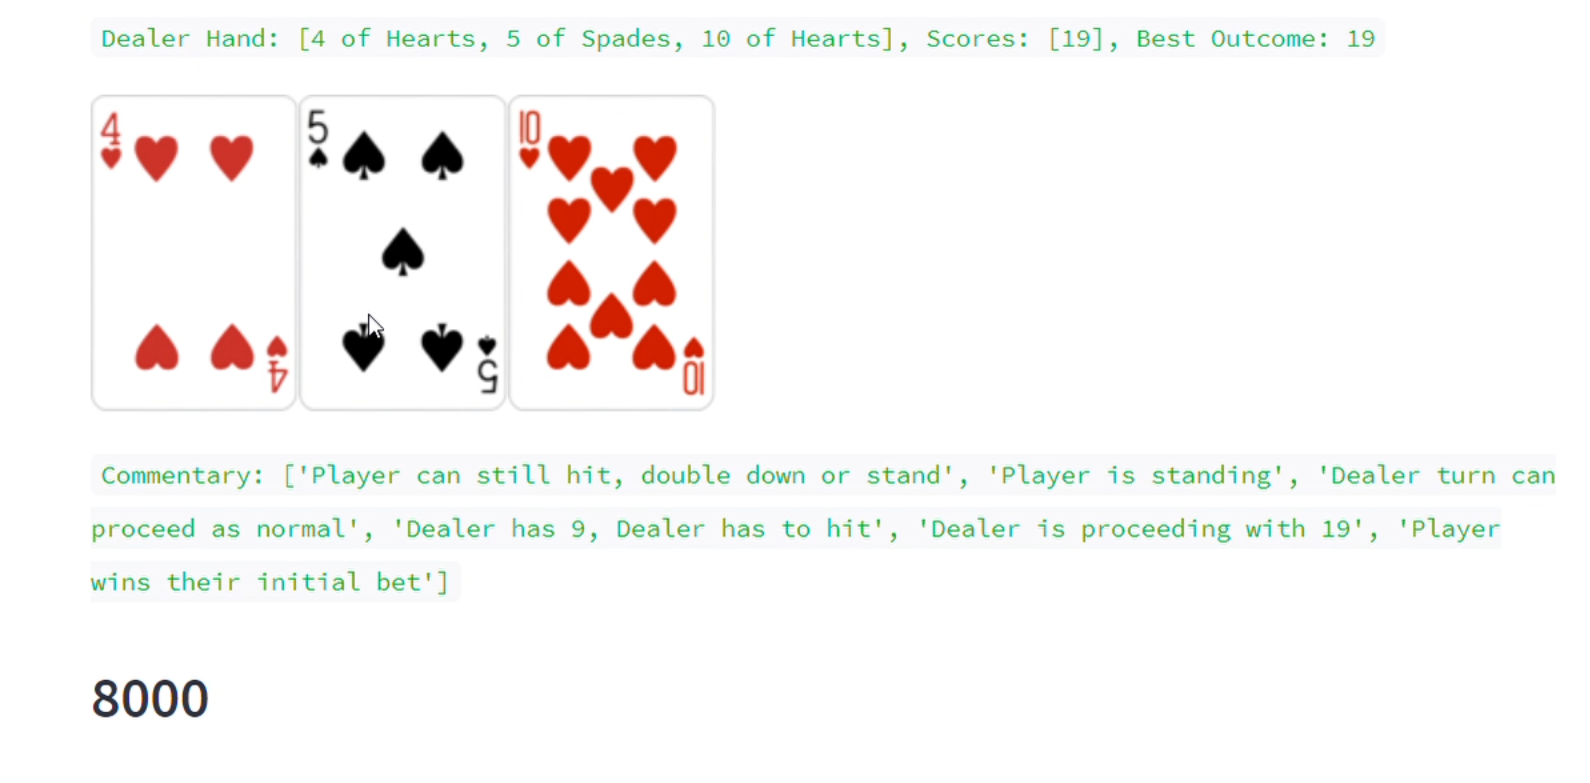 Dealer Hand: [4 of Hearts, 5 of Spades, 10 of Hearts], Scores: [19], Best Outcome: 19
4 5 10
4 5 10
Commentary: ['Player can still hit, double down or stand', 'Player is standing', 'Dealer turn can
proceed as normal', 'Dealer has 9, Dealer has to hit', 'Dealer is proceeding with 19', 'Player
wins their initial bet']
8000